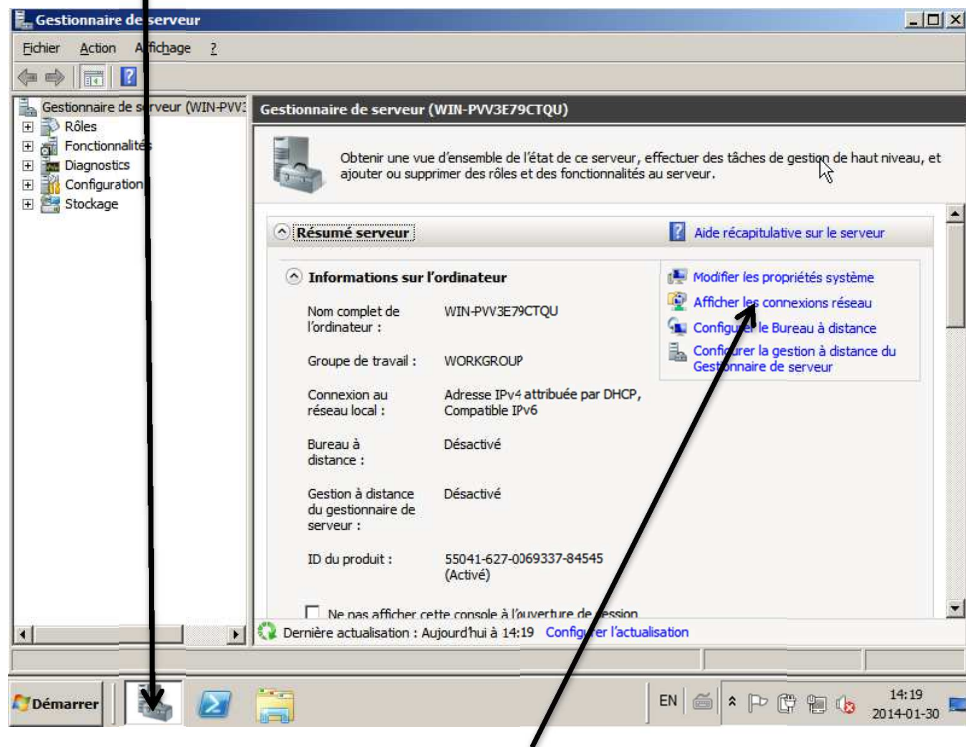 Gestionnaire de serveur
Fichier Action Affichage ?
Gestionnaire de serveur (WIN-PVV3
Rôles
Fonctionnalités
Diagnostics
Configuration
Stockage
Gestionnaire de serveur (WIN-PVV3E79CTQU)
Obtenir une vue d'ensemble de l'état de ce serveur, effectuer des tâches de gestion de haut niveau, et
ajouter ou supprimer des rôles et des fonctionnalités au serveur.
Résumé serveur
Aide récapitulative sur le serveur
Informations sur l'ordinateur
Nom complet de
l'ordinateur :
WIN-PVV3E79CTQU
Groupe de travail :
WORKGROUP
Connexion au
réseau local :
Adresse IPv4 attribuée par DHCP,
Compatible IPv6
Bureau à
distance :
Désactivé
Gestion à distance
du gestionnaire de
serveur :
Désactivé
ID du produit :
55041-627-0069337-84545
(Activé)
Ne pas afficher cette console à l'ouverture de session
Modifier les propriétés système
Afficher les connexions réseau
Configurer le Bureau à distance
Configurer la gestion à distance du
Gestionnaire de serveur
Dernière actualisation : Aujourd'hui à 14:19 Configurer l'actualisation
Démarrer
EN
14:19
2014-01-30